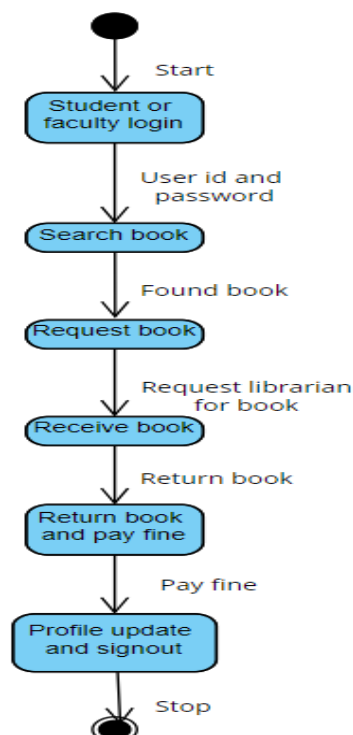 Start
Student or
faculty login
User id and
password
Search book
Found book
Request book
Request librarian
for book
Receive book
Return book
Return book
and pay fine
Pay fine
Profile update
and signout
Stop